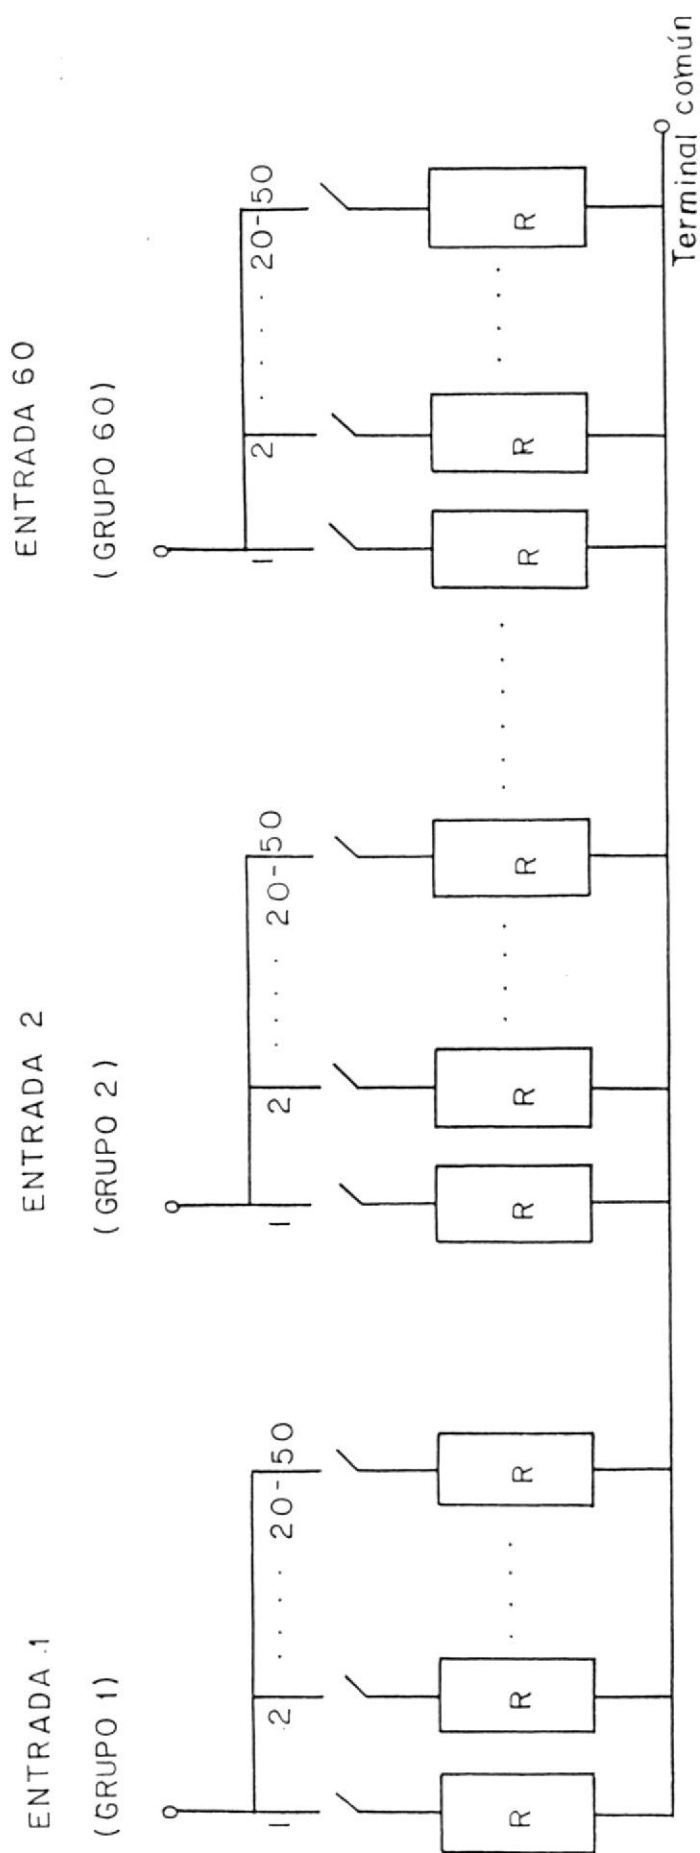 ENTRADA 1
(GRUPO 1)
1
2
. . . . 20-50
R
R
. . . . .
R
ENTRADA 2
(GRUPO 2)
1
2
. . . . 20-50
R
R
. . . . .
R
. . . . . . .
ENTRADA 60
(GRUPO 60)
1
2
. . . . 20-50
R
R
. . . . .
R
Terminal común